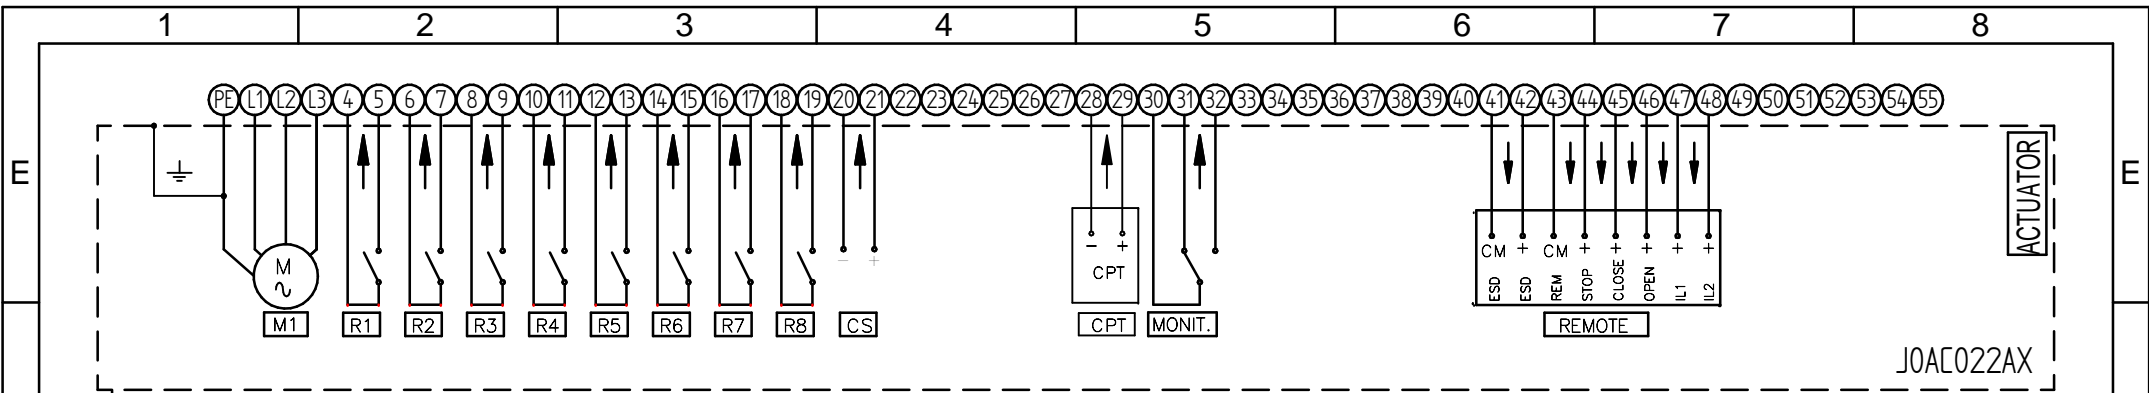 1 2 3 4 5 6 7 8
PE L1 L2 L3 4 5 6 7 8 9 10 11 12 13 14 15 16 17 18 19 20 21 22 23 24 25 26 27 28 29 30 31 32 33 34 35 36 37 38 39 40 41 42 43 44 45 46 47 48 49 50 51 52 53 54 55
E E
ACTUATOR
M
∿
- +
- +
CPT
CM + CM + + + + +
ESD ESD REM STOP CLOSE OPEN IL1 IL2
M1 R1 R2 R3 R4 R5 R6 R7 R8 CS CPT MONIT. REMOTE
J0AC022AX